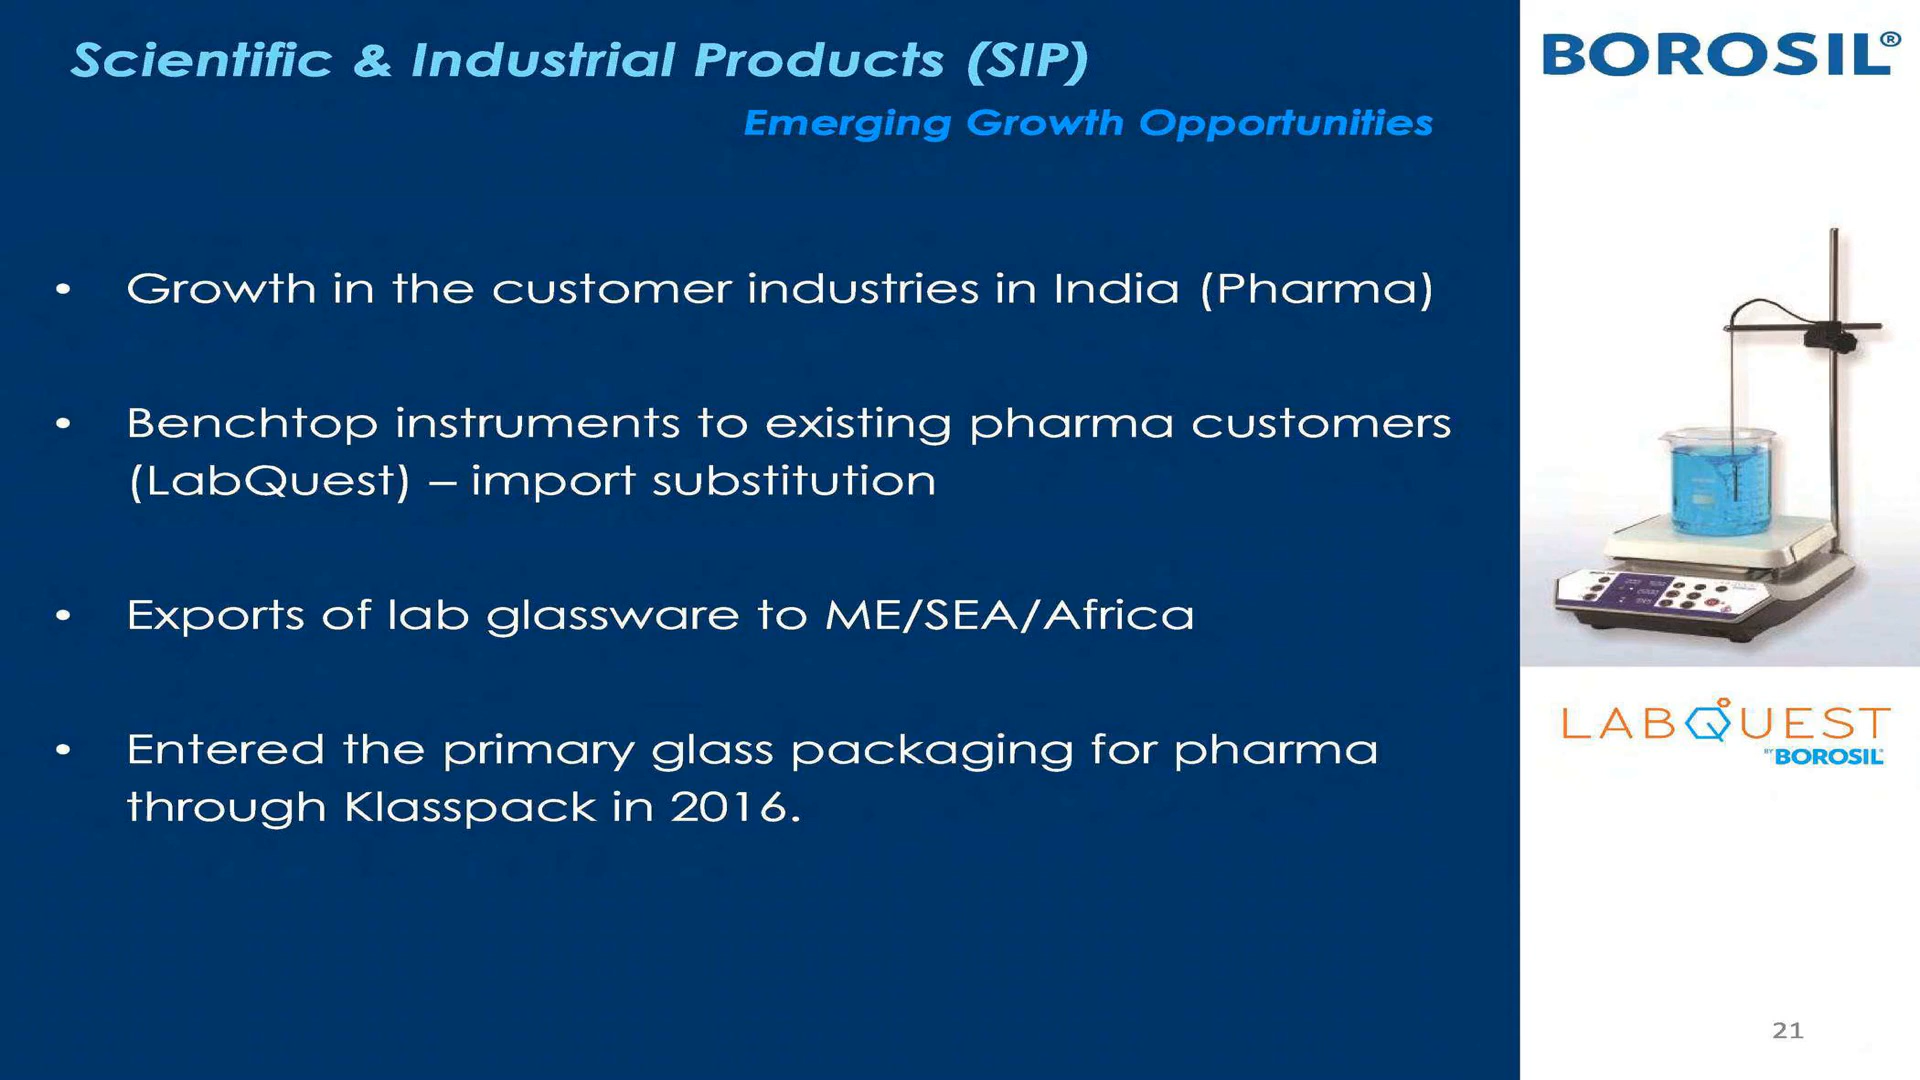 Scientific & Industrial Products (SIP)
BOROSIL®
Emerging Growth Opportunities
• Growth in the customer industries in India (Pharma)
• Benchtop instruments to existing pharma customers
(LabQuest) – import substitution
• Exports of lab glassware to ME/SEA/Africa
• Entered the primary glass packaging for pharma
through Klasspack in 2016.
LABQUEST
BY BOROSIL
21